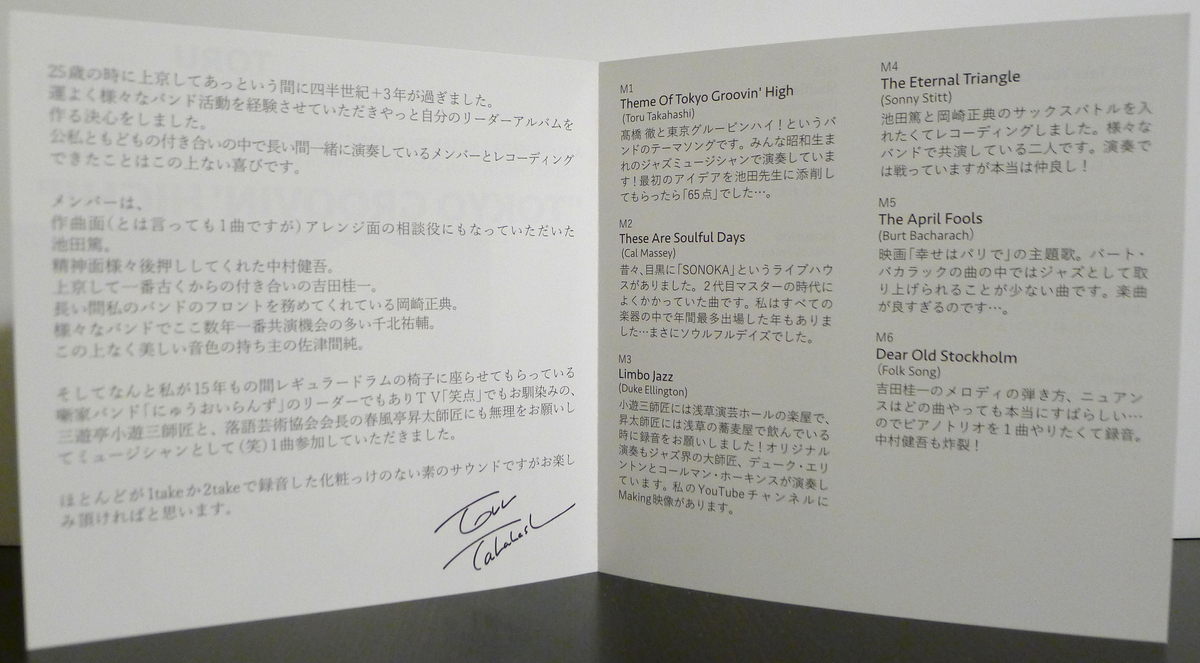 25歳の時に上京してあっという間に四半世紀+3年が過ぎました。
運よく様々なバンド活動を経験させていただきやっと自分のリーダーアルバムを
作る決心をしました。
公私ともどもの付き合いの中で長い間一緒に演奏しているメンバーとレコーディング
できたことはこの上ない喜びです。
メンバーは、
作曲面(とは言っても1曲ですが)アレンジ面の相談役にもなっていただいた
池田篤。
精神面様々後押ししてくれた中村健吾。
上京して一番古くからの付き合いの吉田桂一。
長い間私のバンドのフロントを務めてくれている岡崎正典。
様々なバンドでここ数年一番共演機会の多い千北祐輔。
この上なく美しい音色の持ち主の佐津間純。
そしてなんと私が15年もの間レギュラードラムの椅子に座らせてもらっている
噺家バンド「にゅうおいらんず」のリーダーでもありTV「笑点」でもお馴染みの、
三遊亭小遊三師匠と、落語芸術協会会長の春風亭昇太師匠にも無理をお願いし
てミュージシャンとして(笑)1曲参加していただきました。
ほとんどが1takeか2takeで録音した化粧っけのない素のサウンドですがお楽し
み頂ければと思います。
Toru
Takahashi
M1
Theme Of Tokyo Groovin' High
(Toru Takahashi)
髙橋 徹と東京グルービンハイ!というバ
ンドのテーマソングです。みんな昭和生ま
れのジャズミュージシャンで演奏していま
す!最初のアイデアを池田先生に添削し
てもらったら「65点」でした…。
M2
These Are Soulful Days
(Cal Massey)
昔々、目黒に「SONOKA」というライブハウ
スがありました。2代目マスターの時代に
よくかかっていた曲です。私はすべての
楽器の中で年間最多出場した年もありま
した…まさにソウルフルデイズでした。
M3
Limbo Jazz
(Duke Ellington)
小遊三師匠には浅草演芸ホールの楽屋で、
昇太師匠には浅草の蕎麦屋で飲んでいる
時に録音をお願いしました!オリジナル
演奏もジャズ界の大師匠、デューク・エリ
ントンとコールマン・ホーキンスが演奏し
ています。私のYouTubeチャンネルに
Making映像があります。
M4
The Eternal Triangle
(Sonny Stitt)
池田篤と岡崎正典のサックスバトルを入
れたくてレコーディングしました。様々な
バンドで共演している二人です。演奏で
は戦っていますが本当は仲良し!
M5
The April Fools
(Burt Bacharach)
映画「幸せはパリで」の主題歌。バート・
バカラックの曲の中ではジャズとして取
り上げられることが少ない曲です。楽曲
が良すぎるのです…。
M6
Dear Old Stockholm
(Folk Song)
吉田桂一のメロディの弾き方、ニュアン
スはどの曲やっても本当にすばらしい…
のでピアノトリオを1曲やりたくて録音。
中村健吾も炸裂!